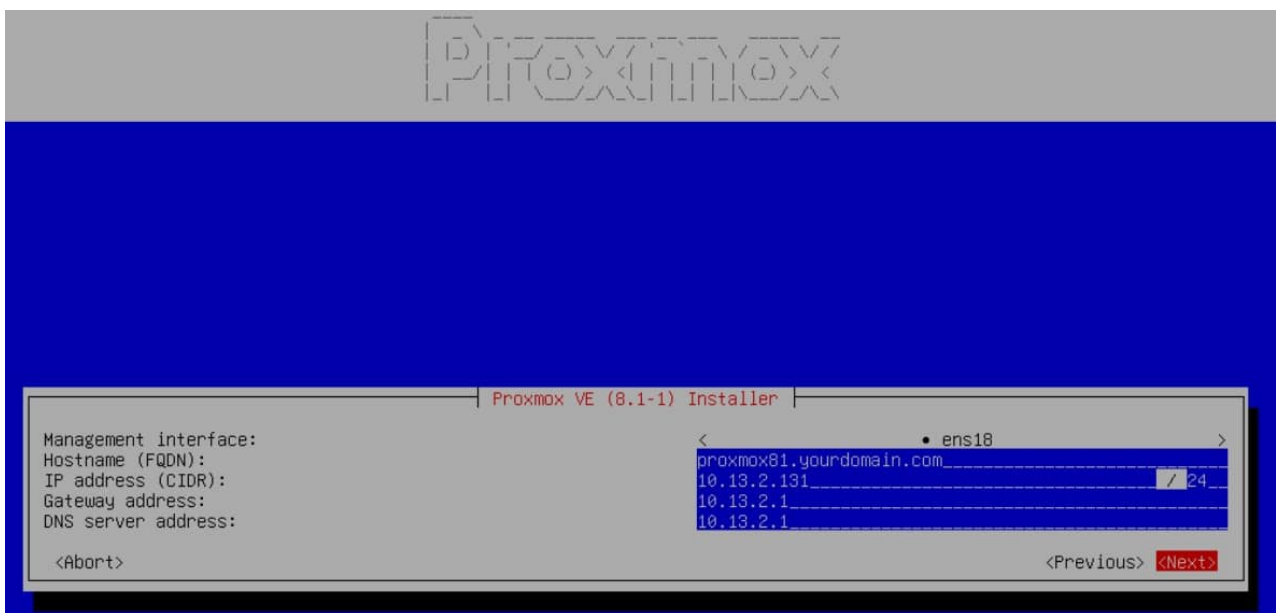 Proxmox
Proxmox VE (8.1-1) Installer
Management interface: < • ens18 >
Hostname (FQDN): proxmox81.yourdomain.com
IP address (CIDR): 10.13.2.131 / 24
Gateway address: 10.13.2.1
DNS server address: 10.13.2.1
<Abort> <Previous> <Next>